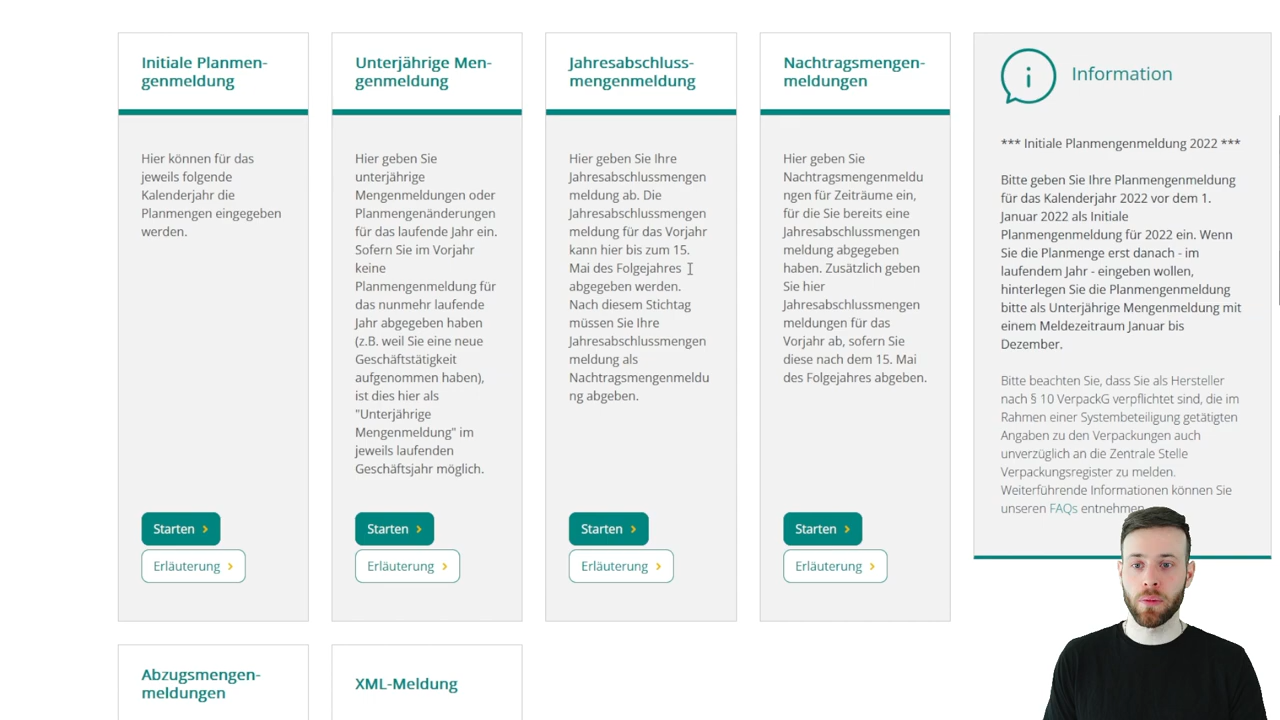 Initiale Planmen-
genmeldung
Hier können für das
jeweils folgende
Kalenderjahr die
Planmengen eingegeben
werden.
Starten
Erläuterung
Unterjährige Men-
genmeldung
Hier geben Sie
unterjährige
Mengenmeldungen oder
Planmengenänderungen
für das laufende Jahr ein.
Sofern Sie im Vorjahr
keine
Planmengenmeldung für
das nunmehr laufende
Jahr abgegeben haben
(z.B. weil Sie eine neue
Geschäftstätigkeit
aufgenommen haben),
ist dies hier als
"Unterjährige
Mengenmeldung" im
jeweils laufenden
Geschäftsjahr möglich.
Starten
Erläuterung
Jahresabschluss-
mengenmeldung
Hier geben Sie Ihre
Jahresabschlussmengen
meldung ab. Die
Jahresabschlussmengen
meldung für das Vorjahr
kann hier bis zum 15.
Mai des Folgejahres
abgegeben werden.
Nach diesem Stichtag
müssen Sie Ihre
Jahresabschlussmengen
meldung als
Nachtragsmengenmeldu
ng abgeben.
Starten
Erläuterung
Nachtragsmengen-
meldungen
Hier geben Sie
Nachtragsmengenmeldu
ngen für Zeiträume ein,
für die Sie bereits eine
Jahresabschlussmengen
meldung abgegeben
haben. Zusätzlich geben
Sie hier
Jahresabschlussmengen
meldungen für das
Vorjahr ab, sofern Sie
diese nach dem 15. Mai
des Folgejahres abgeben.
Starten
Erläuterung
Information
*** Initiale Planmengenmeldung 2022 ***
Bitte geben Sie Ihre Planmengenmeldung
für das Kalenderjahr 2022 vor dem 1.
Januar 2022 als Initiale
Planmengenmeldung für 2022 ein. Wenn
Sie die Planmenge erst danach - im
laufendem Jahr - eingeben wollen,
hinterlegen Sie die Planmengenmeldung
bitte als Unterjährige Mengenmeldung mit
einem Meldezeitraum Januar bis
Dezember.
Bitte beachten Sie, dass Sie als Hersteller
nach § 10 VerpackG verpflichtet sind, die im
Rahmen einer Systembeteiligung getätigten
Angaben zu den Verpackungen auch
unverzüglich an die Zentrale Stelle
Verpackungsregister zu melden.
Weiterführende Informationen können Sie
unseren FAQs entnehmen
Abzugsmengen-
meldungen
XML-Meldung